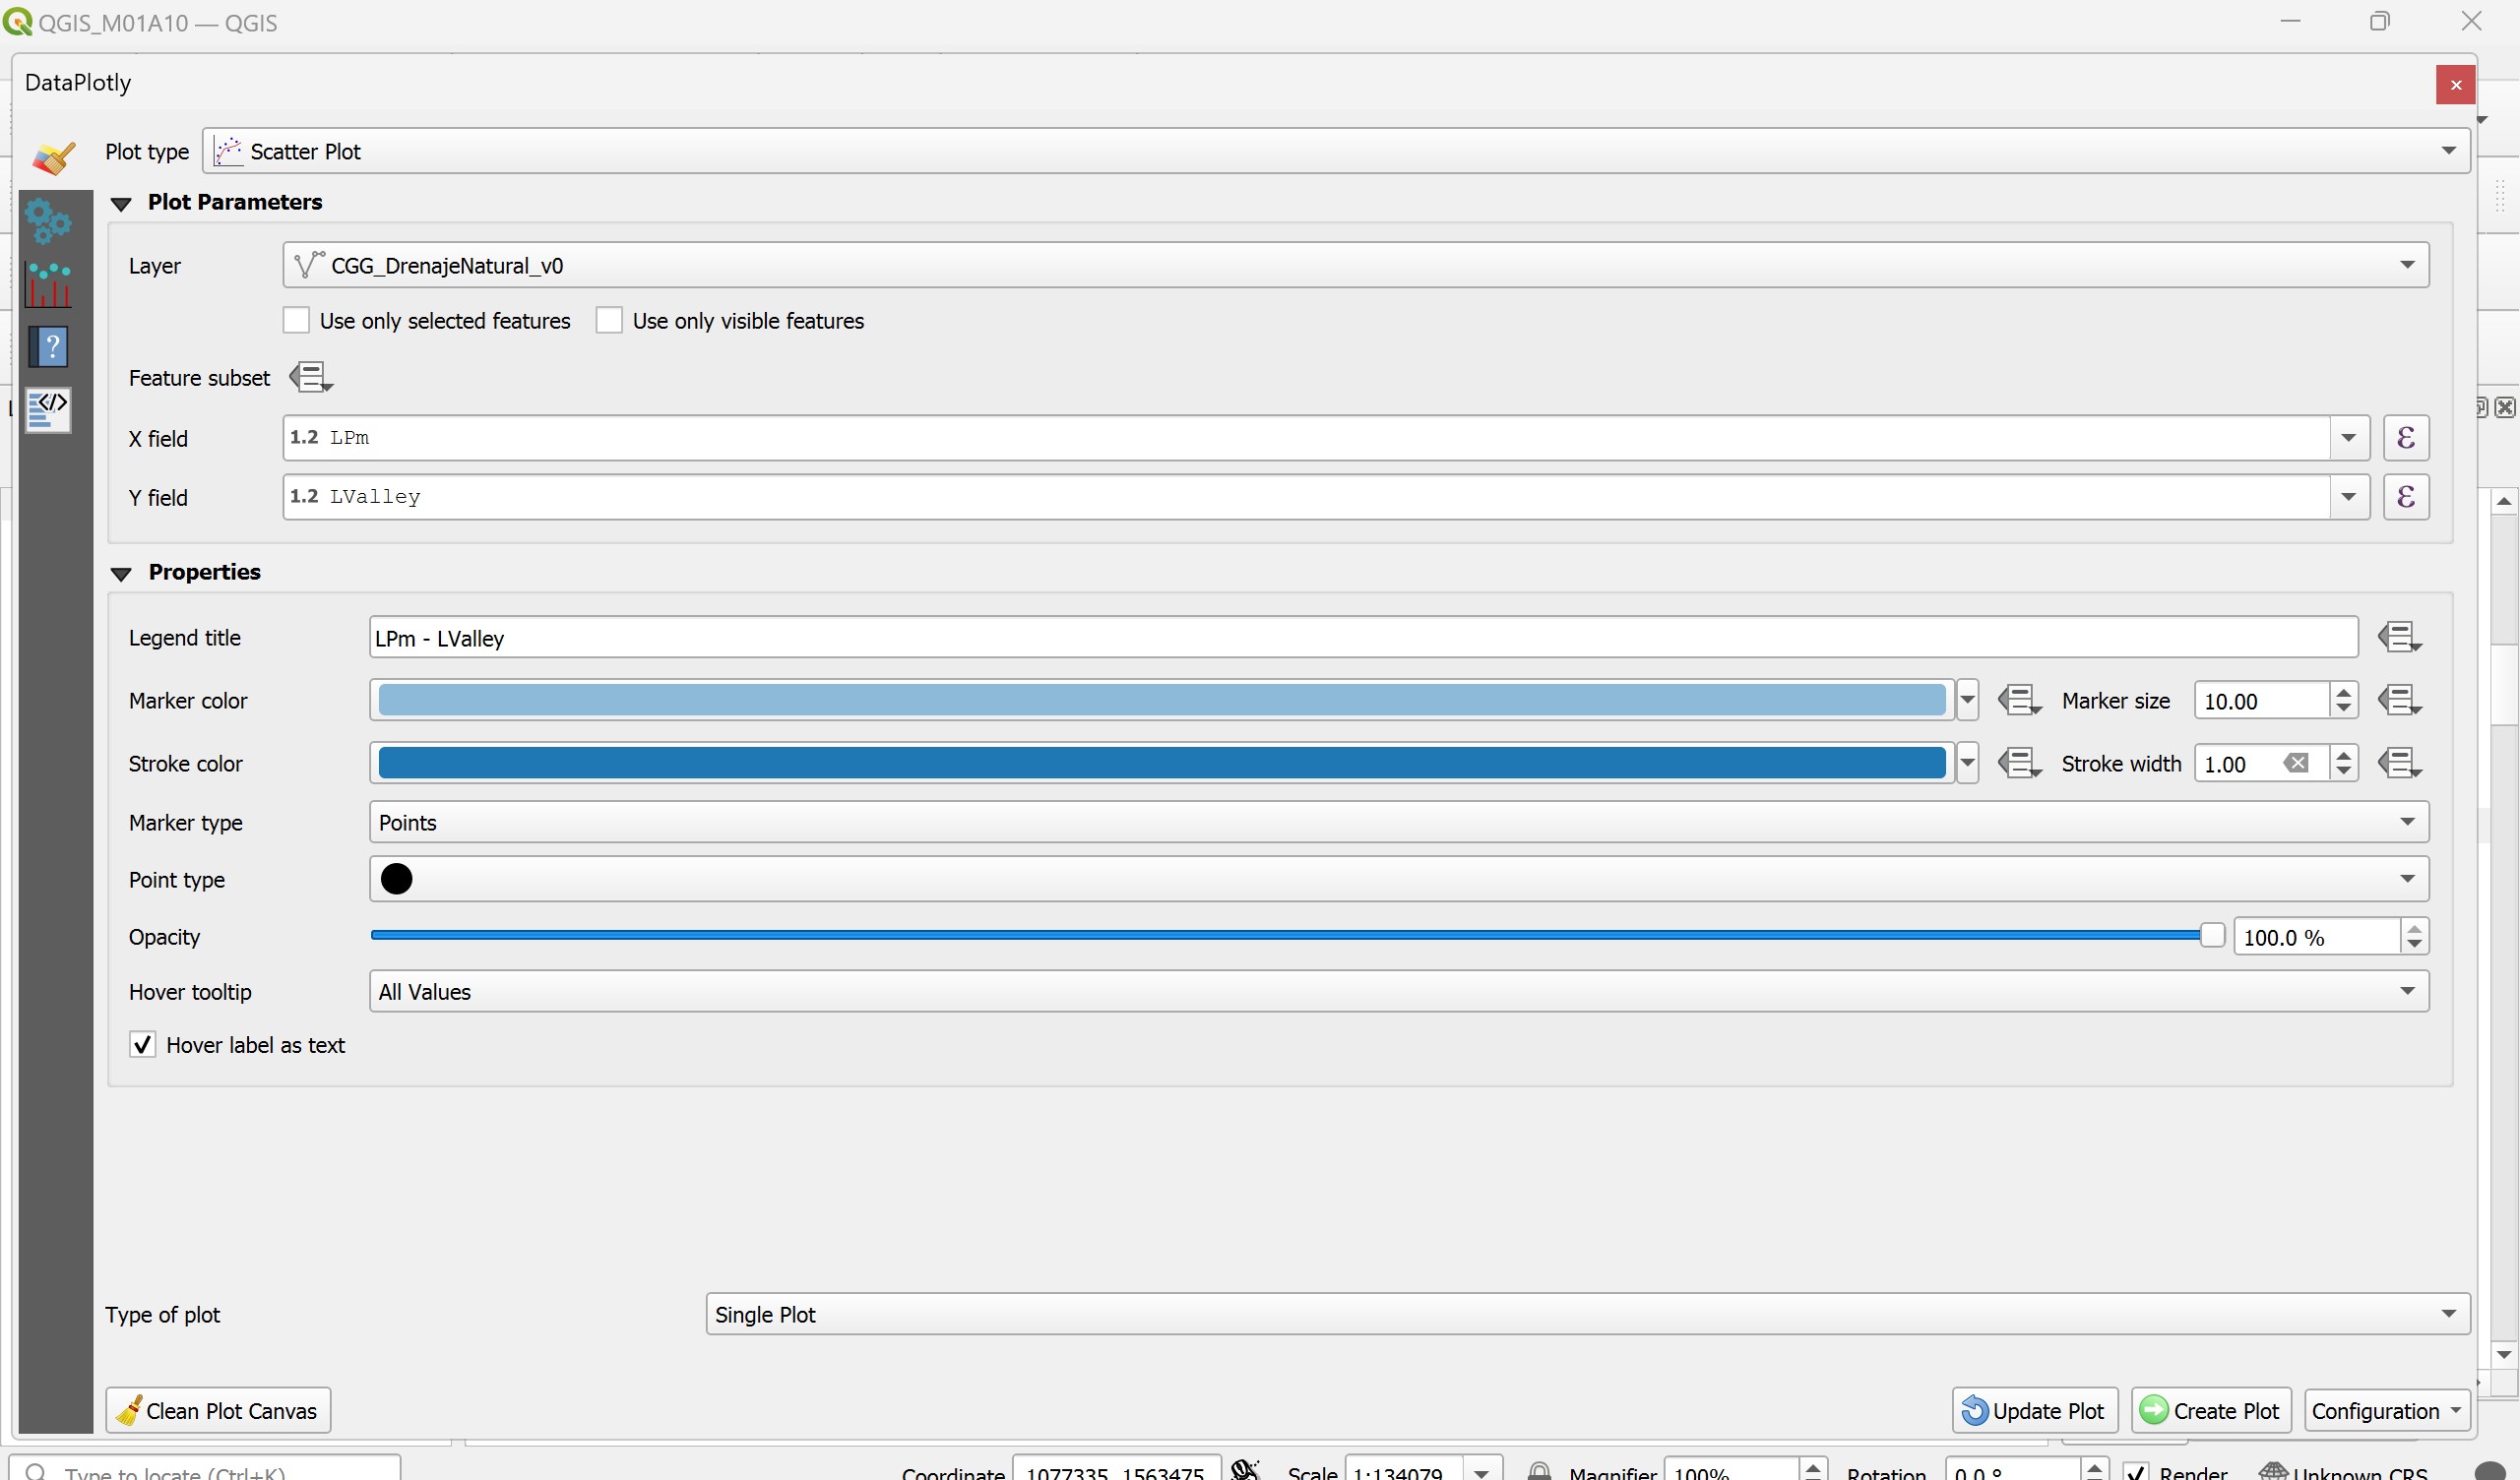 QGIS_M01A10 — QGIS
DataPlotly
Plot type Scatter Plot
Plot Parameters
Layer CGG_DrenajeNatural_v0
Use only selected features Use only visible features
Feature subset
X field 1.2 LPm ε
Y field 1.2 LValley ε
Properties
Legend title LPm - LValley
Marker color Marker size 10.00
Stroke color Stroke width 1.00
Marker type Points
Point type
Opacity 100.0 %
Hover tooltip All Values
Hover label as text
Type of plot Single Plot
Clean Plot Canvas Update Plot Create Plot Configuration
Type to locate (Ctrl+K) Coordinate 1077335 1563475 Scale 1:134079 Magnifier 100% Rotation 0.0 ° Render Unknown CRS